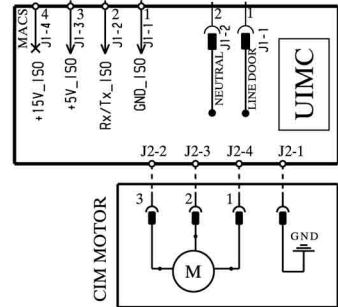 MACS
4 3 2 1
J1-4 J1-3 J1-2 J1-1
+15V_ISO
+5V_ISO
Rx/Tx_ISO
GND_ISO
2 1
J1-2 J1-1
NEUTRAL
LINE DOOR
UIMC
J2-2 J2-3 J2-4 J2-1
CIM MOTOR
3 2 1
M
GND